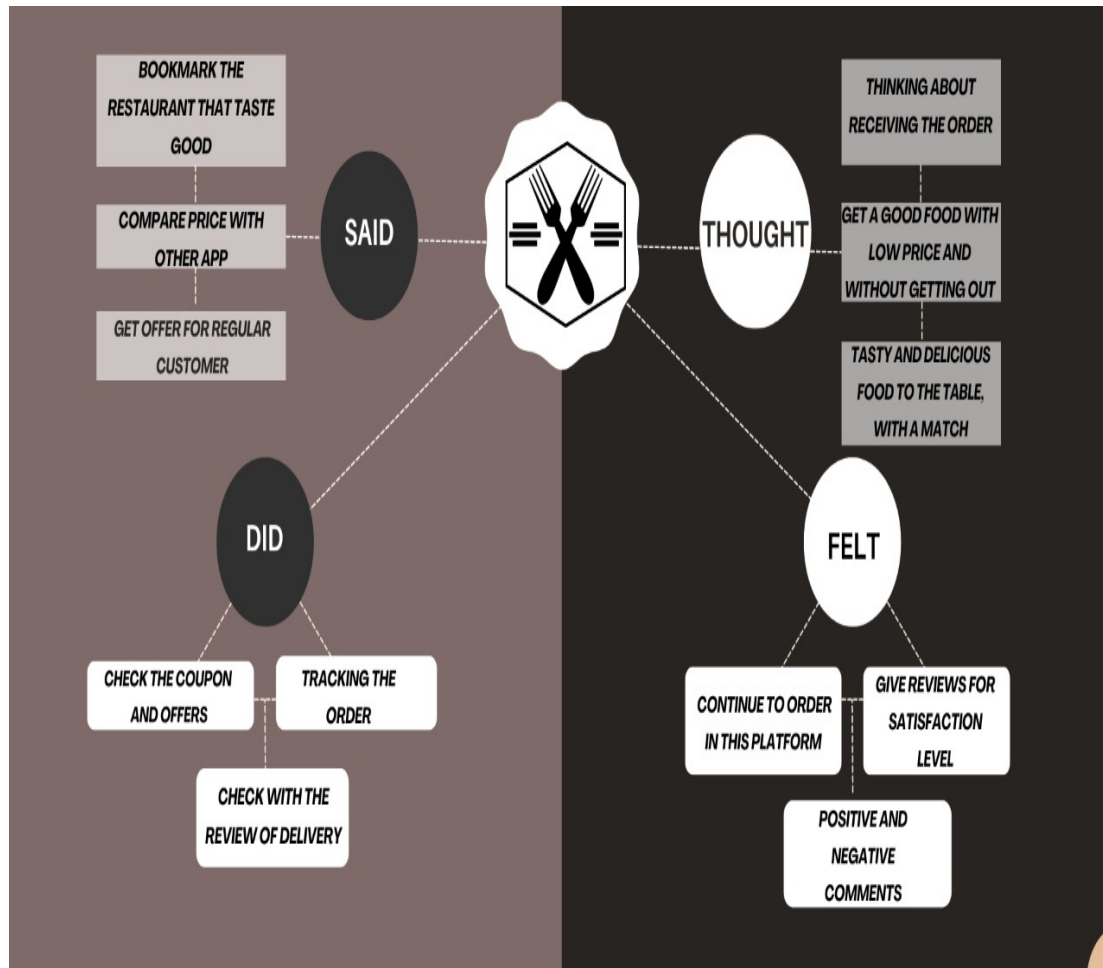 BOOKMARK THE
RESTAURANT THAT TASTE
GOOD
COMPARE PRICE WITH
OTHER APP
GET OFFER FOR REGULAR
CUSTOMER
SAID
THOUGHT
THINKING ABOUT
RECEIVING THE ORDER
GET A GOOD FOOD WITH
LOW PRICE AND
WITHOUT GETTING OUT
TASTY AND DELICIOUS
FOOD TO THE TABLE,
WITH A MATCH
DID
CHECK THE COUPON
AND OFFERS
TRACKING THE
ORDER
CHECK WITH THE
REVIEW OF DELIVERY
FELT
CONTINUE TO ORDER
IN THIS PLATFORM
GIVE REVIEWS FOR
SATISFACTION
LEVEL
POSITIVE AND
NEGATIVE
COMMENTS